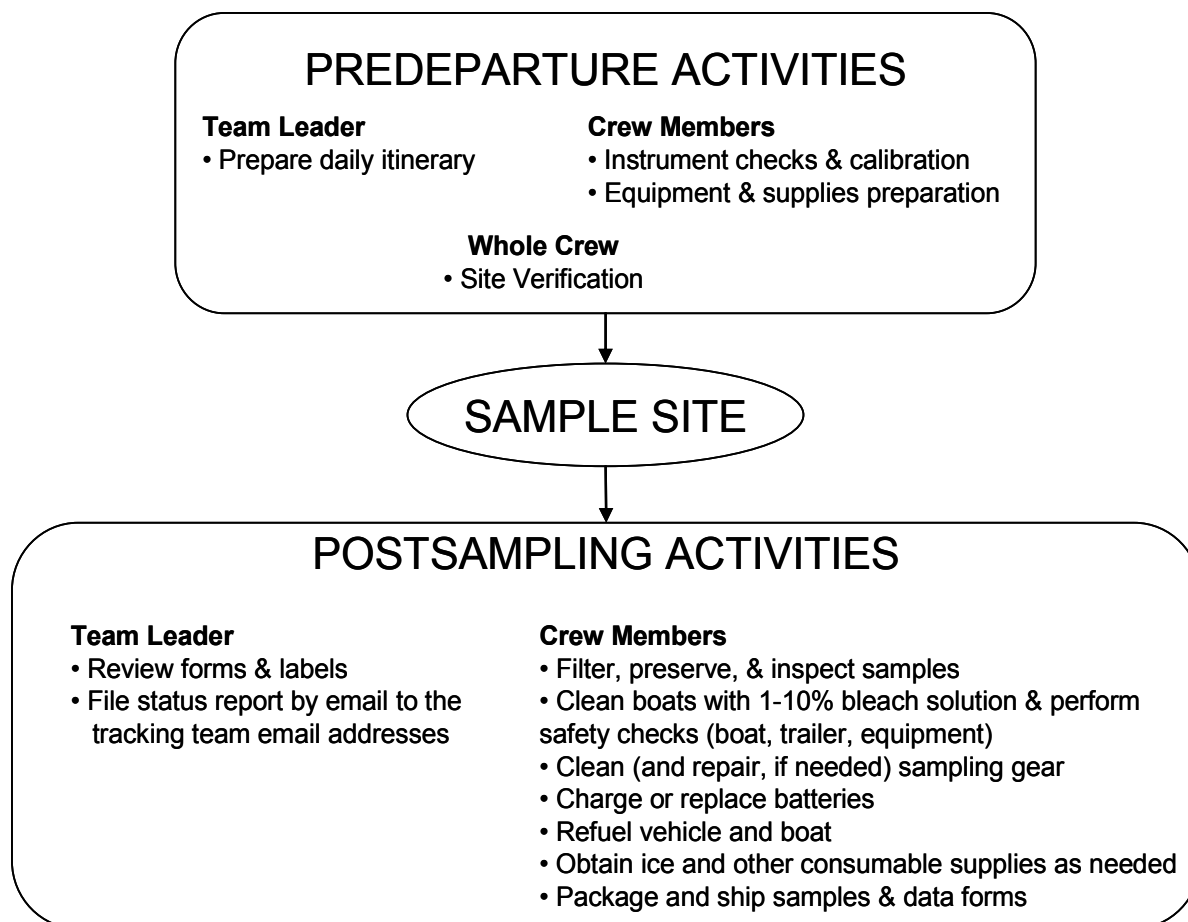 PREDEPARTURE ACTIVITIES
Team Leader
• Prepare daily itinerary
Crew Members
• Instrument checks & calibration
• Equipment & supplies preparation
Whole Crew
• Site Verification
SAMPLE SITE
POSTSAMPLING ACTIVITIES
Team Leader
• Review forms & labels
• File status report by email to the
tracking team email addresses
Crew Members
• Filter, preserve, & inspect samples
• Clean boats with 1-10% bleach solution & perform
safety checks (boat, trailer, equipment)
• Clean (and repair, if needed) sampling gear
• Charge or replace batteries
• Refuel vehicle and boat
• Obtain ice and other consumable supplies as needed
• Package and ship samples & data forms